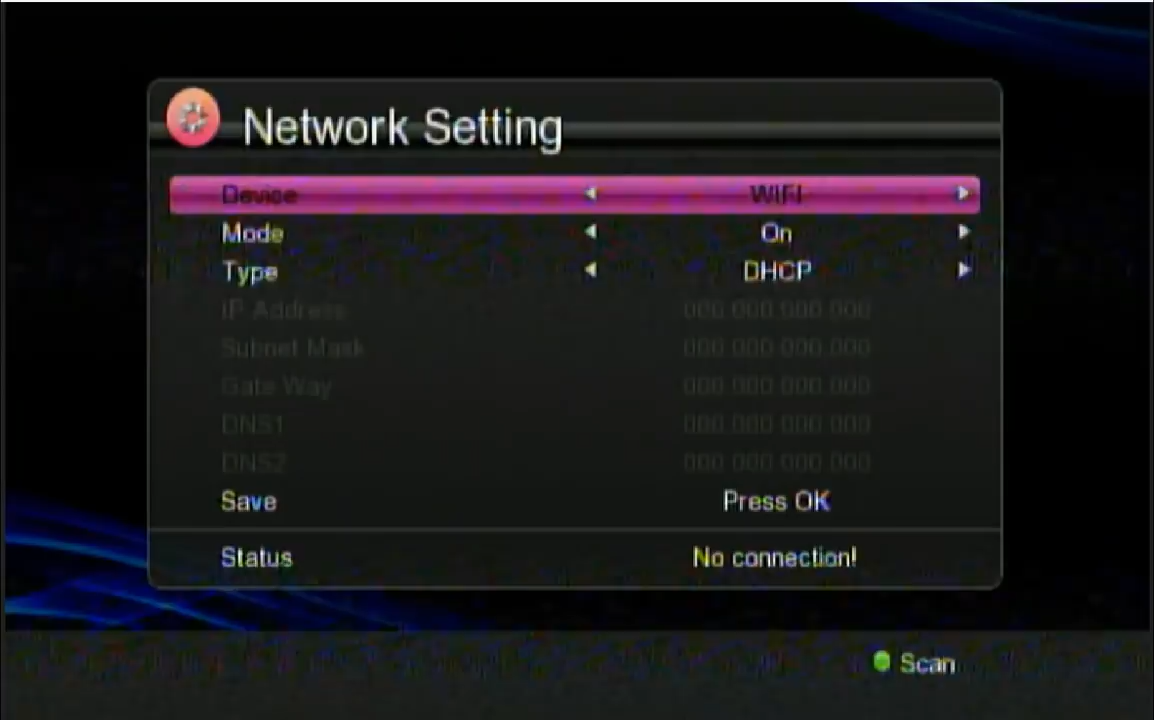 Network Setting
Device WIFI
Mode On
Type DHCP
IP Address 000.000.000.000
Subnet Mask 000.000.000.000
Gate Way 000.000.000.000
DNS1 000.000.000.000
DNS2 000.000.000.000
Save Press OK
Status No connection!
Scan